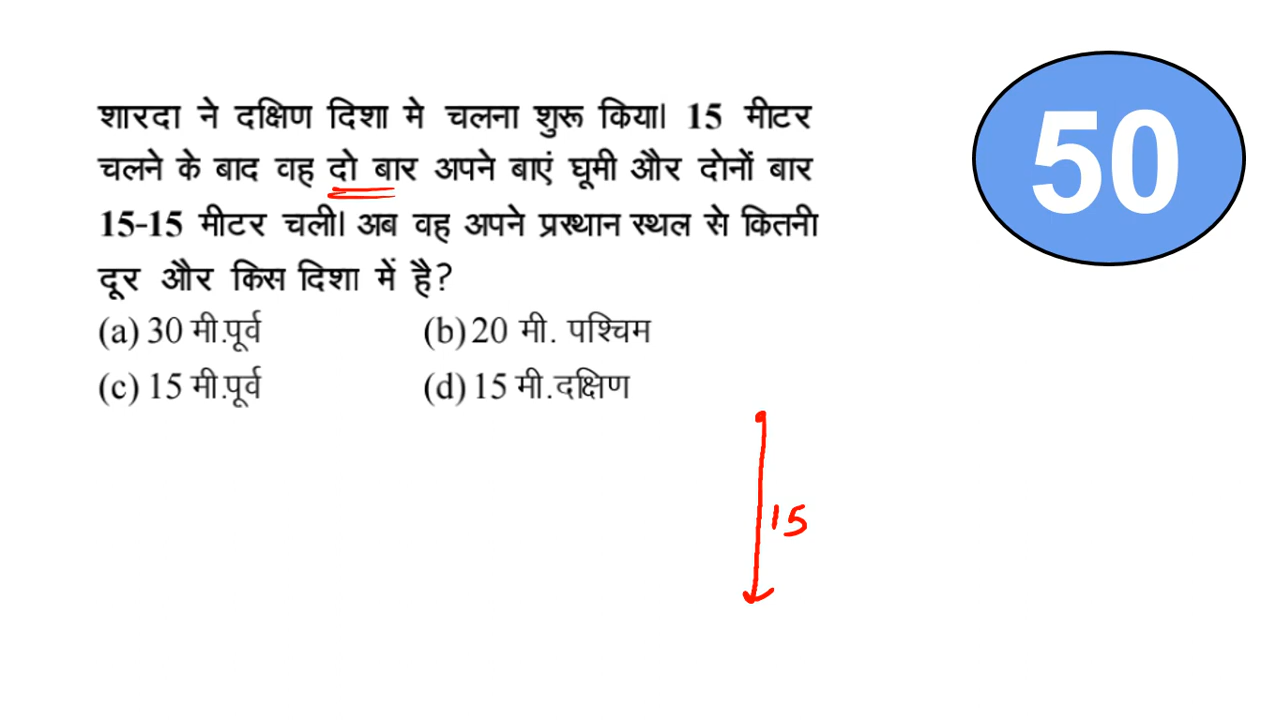 शारदा ने दक्षिण दिशा मे चलना शुरू किया। 15 मीटर
चलने के बाद वह दो बार अपने बाएं घूमी और दोनों बार
15-15 मीटर चली। अब वह अपने प्रस्थान स्थल से कितनी
दूर और किस दिशा में है?
(a) 30 मी.पूर्व (b) 20 मी. पश्चिम
(c) 15 मी.पूर्व (d) 15 मी.दक्षिण
50
15